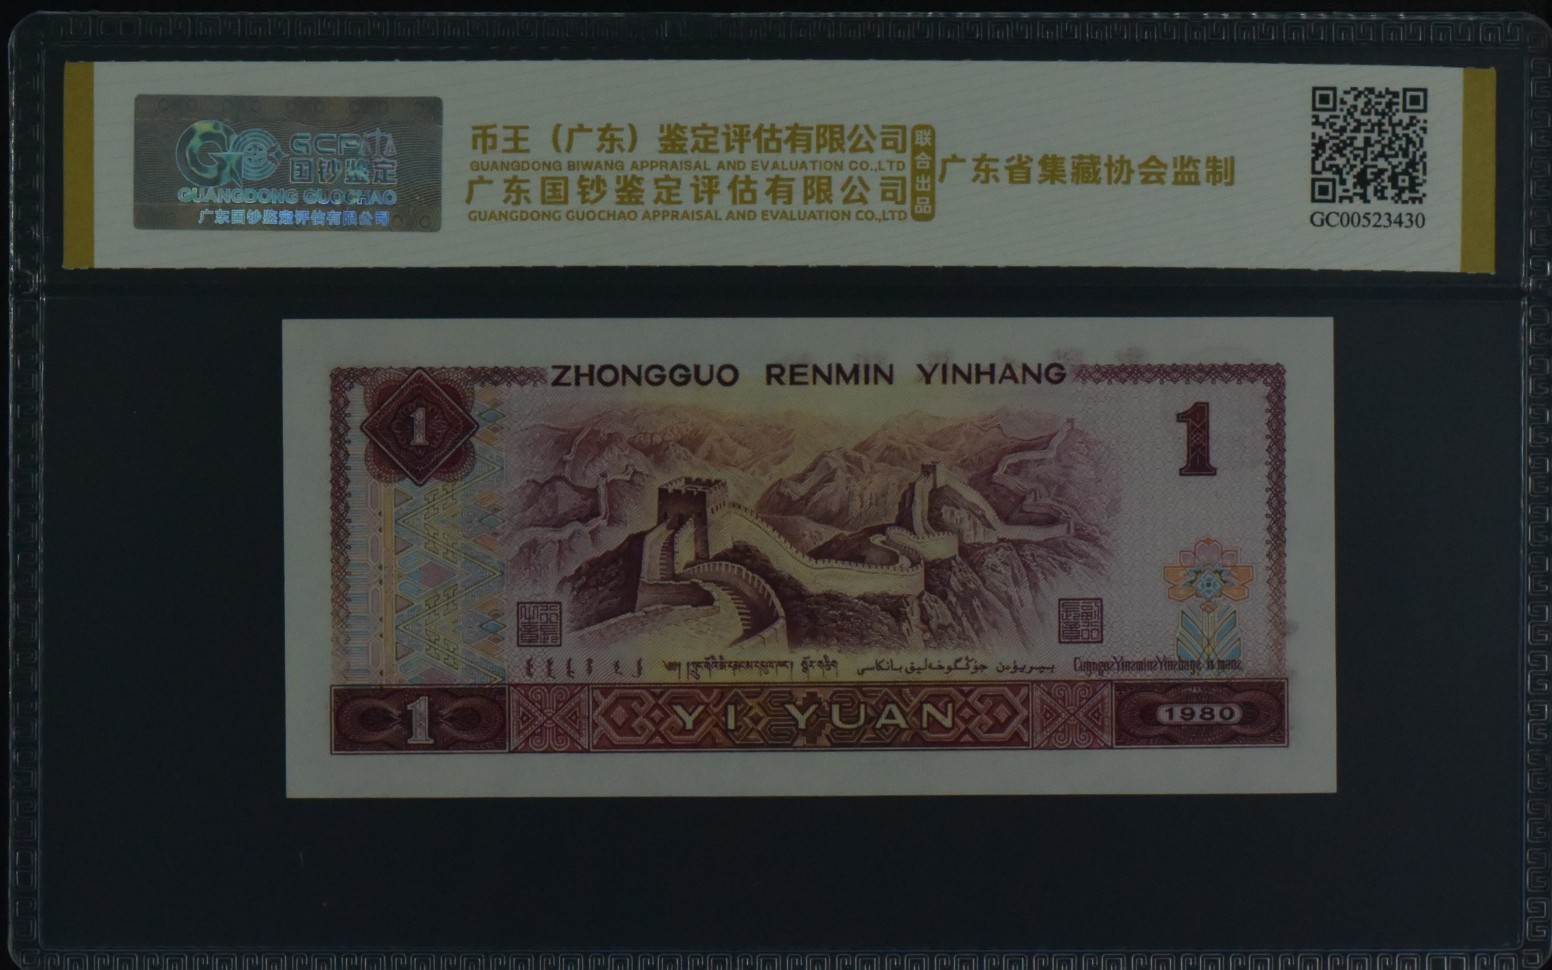 GCP
国钞鉴定
GUANGDONG GUOCHAO
广东国钞鉴定评估有限公司
币王（广东）鉴定评估有限公司
GUANGDONG BIWANG APPRAISAL AND EVALUATION CO.,LTD
广东国钞鉴定评估有限公司
GUANGDONG GUOCHAO APPRAISAL AND EVALUATION CO.,LTD
联合出品
广东省集藏协会监制
GC00523430
ZHONGGUO RENMIN YINHANG
1
1
1
YI YUAN
1980